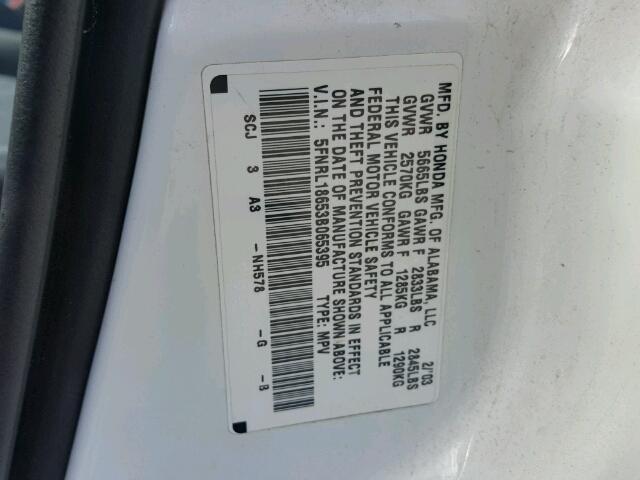 MFD. BY HONDA MFG. OF ALABAMA, LLC 2/'03
GVWR 5665LBS GAWR F 2833LBS R 2845LBS
GVWR 2570KG GAWR F 1285KG R 1290KG
THIS VEHICLE CONFORMS TO ALL APPLICABLE
FEDERAL MOTOR VEHICLE SAFETY
AND THEFT PREVENTION STANDARDS IN EFFECT
ON THE DATE OF MANUFACTURE SHOWN ABOVE:
V.I.N.: 5FNRL18653B065395 TYPE: MPV
SCJ 3 A3 -NH578 -G -B